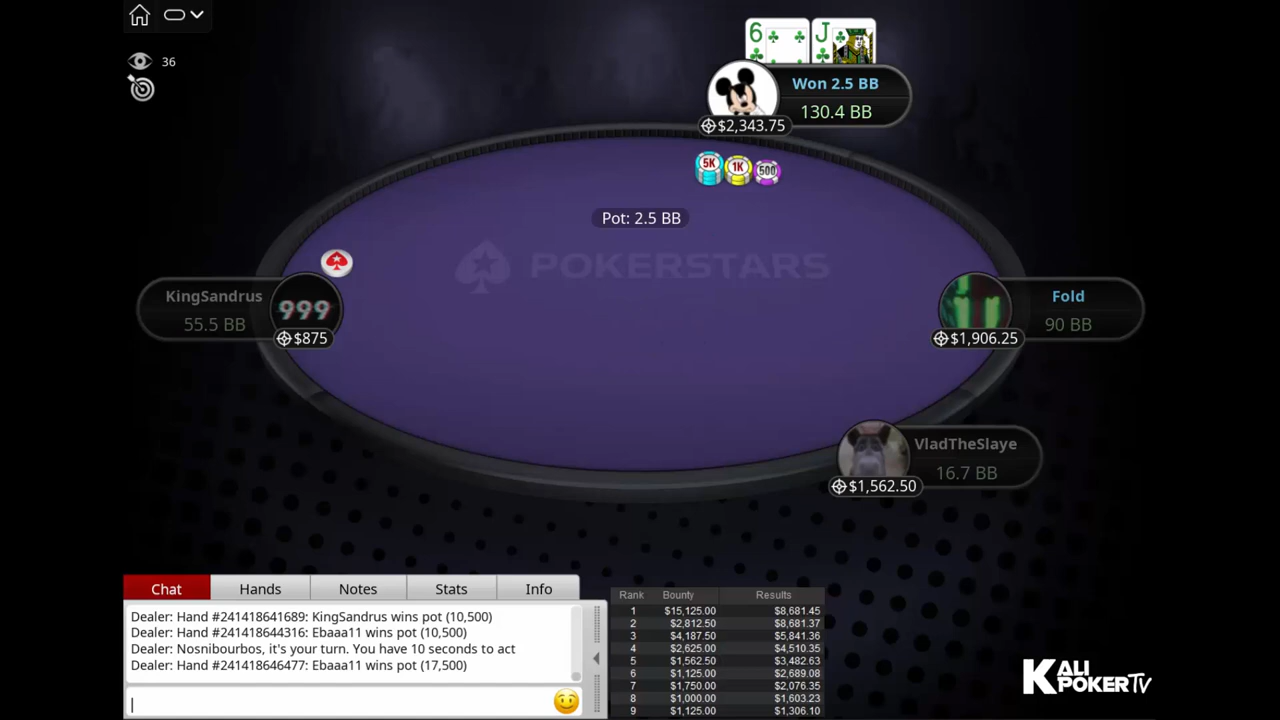 36
6
J
Won 2.5 BB
130.4 BB
$2,343.75
5K
1K
500
Pot: 2.5 BB
POKERSTARS
KingSandrus
55.5 BB
999
$875
Fold
90 BB
$1,906.25
VladTheSlaye
16.7 BB
$1,562.50
Chat Hands Notes Stats Info
Dealer: Hand #241418641689: KingSandrus wins pot (10,500)
Dealer: Hand #241418644316: Ebaaa11 wins pot (10,500)
Dealer: Nosnibourbos, it's your turn. You have 10 seconds to act
Dealer: Hand #241418646477: Ebaaa11 wins pot (17,500)
Rank Bounty Results
1 $15,125.00 $8,681.45
2 $2,812.50 $8,681.37
3 $4,187.50 $5,841.36
4 $2,625.00 $4,510.35
5 $1,562.50 $3,482.63
6 $1,125.00 $2,689.08
7 $1,750.00 $2,076.35
8 $1,000.00 $1,603.23
9 $1,125.00 $1,306.10
KALI
POKERTV